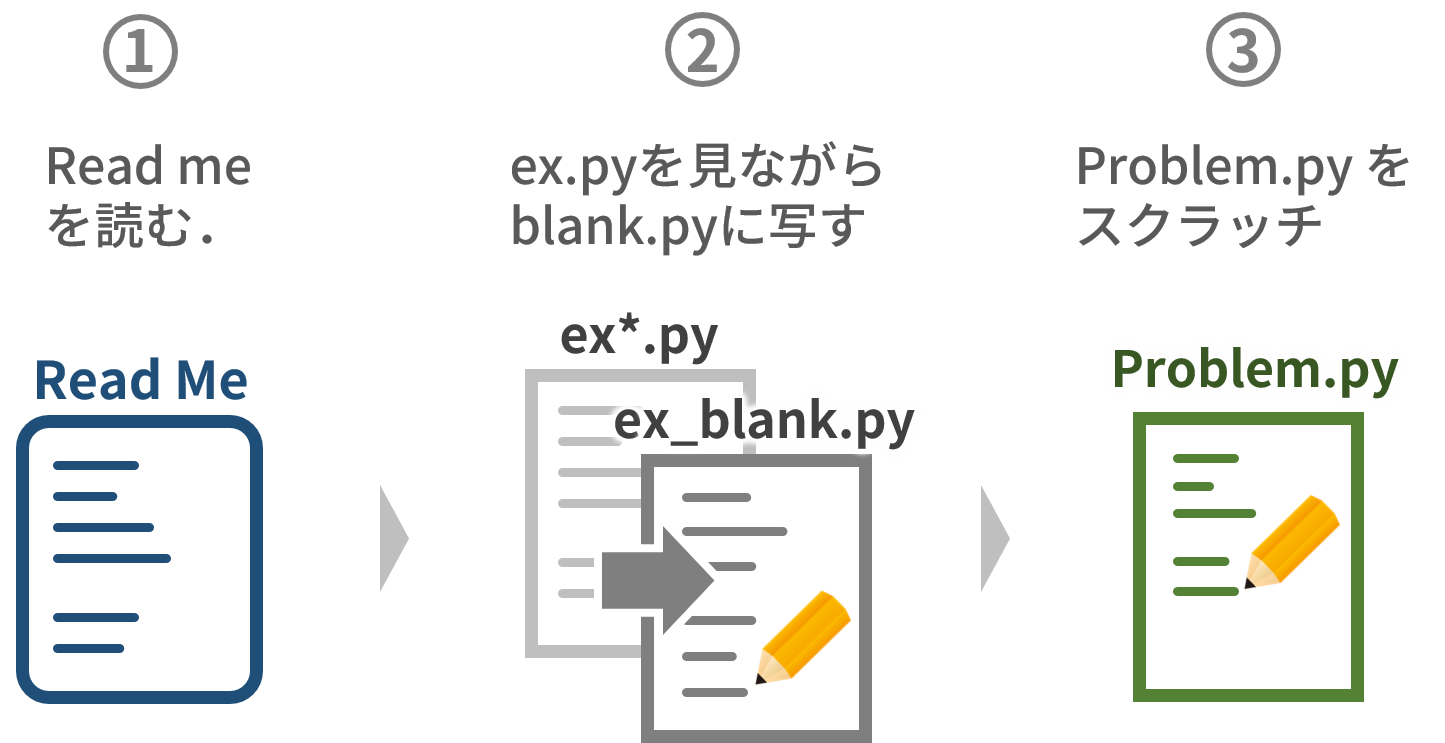 ①
Read me
を読む．
②
ex.pyを見ながら
blank.pyに写す
③
Problem.py を
スクラッチ
Read Me
ex*.py
ex_blank.py
Problem.py